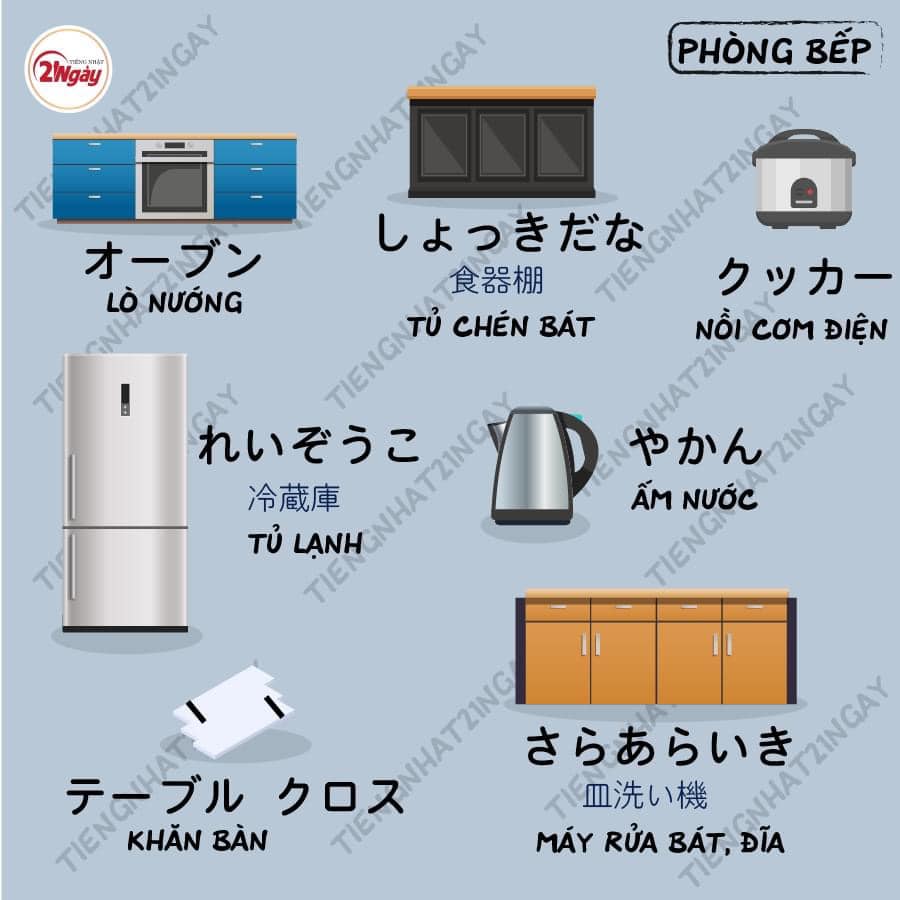 TIẾNG NHẬT
21Ngày
PHÒNG BẾP
オーブン
LÒ NƯỚNG
しょっきだな
食器棚
TỦ CHÉN BÁT
クッカー
NỒI CƠM ĐIỆN
れいぞうこ
冷蔵庫
TỦ LẠNH
やかん
ẤM NƯỚC
テーブル クロス
KHĂN BÀN
さらあらいき
皿洗い機
MÁY RỬA BÁT, ĐĨA
TIENGNHAT21NGAY